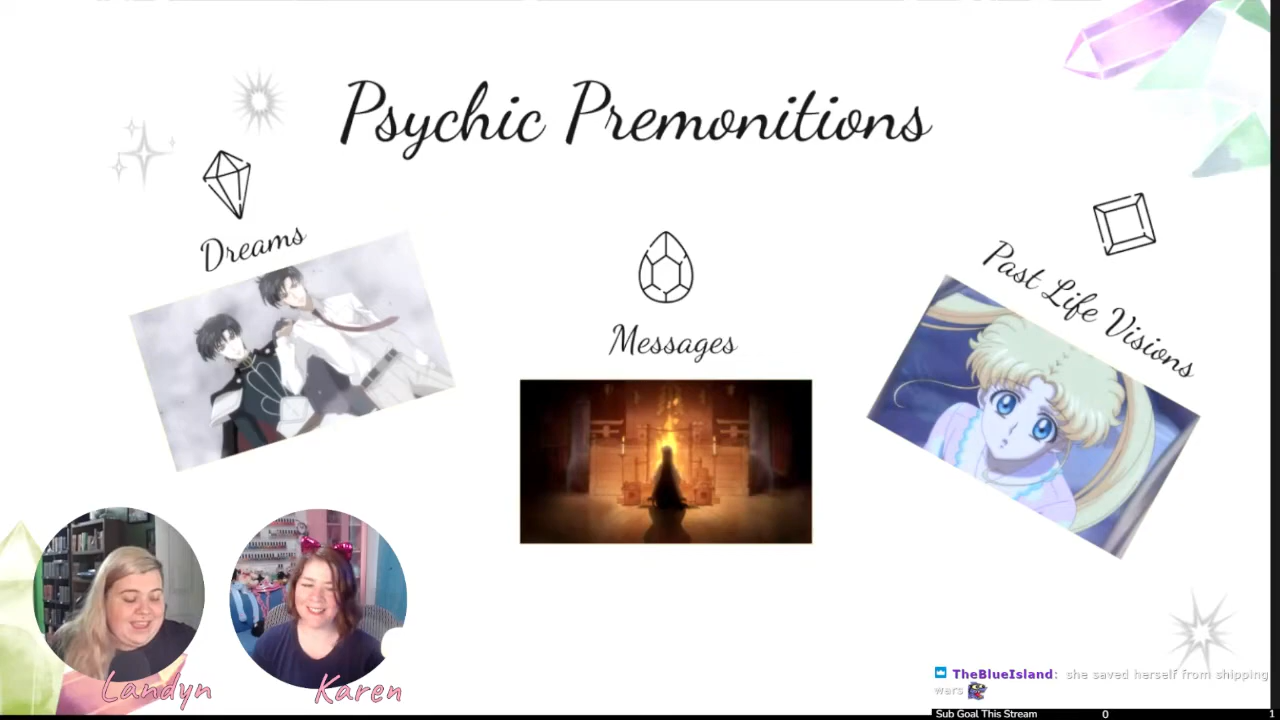 Psychic Premonitions
Dreams
Messages
Past Life Visions
Landyn
Karen
TheBlueIsland: she saved herself from shipping
wars
Sub Goal This Stream 0 1